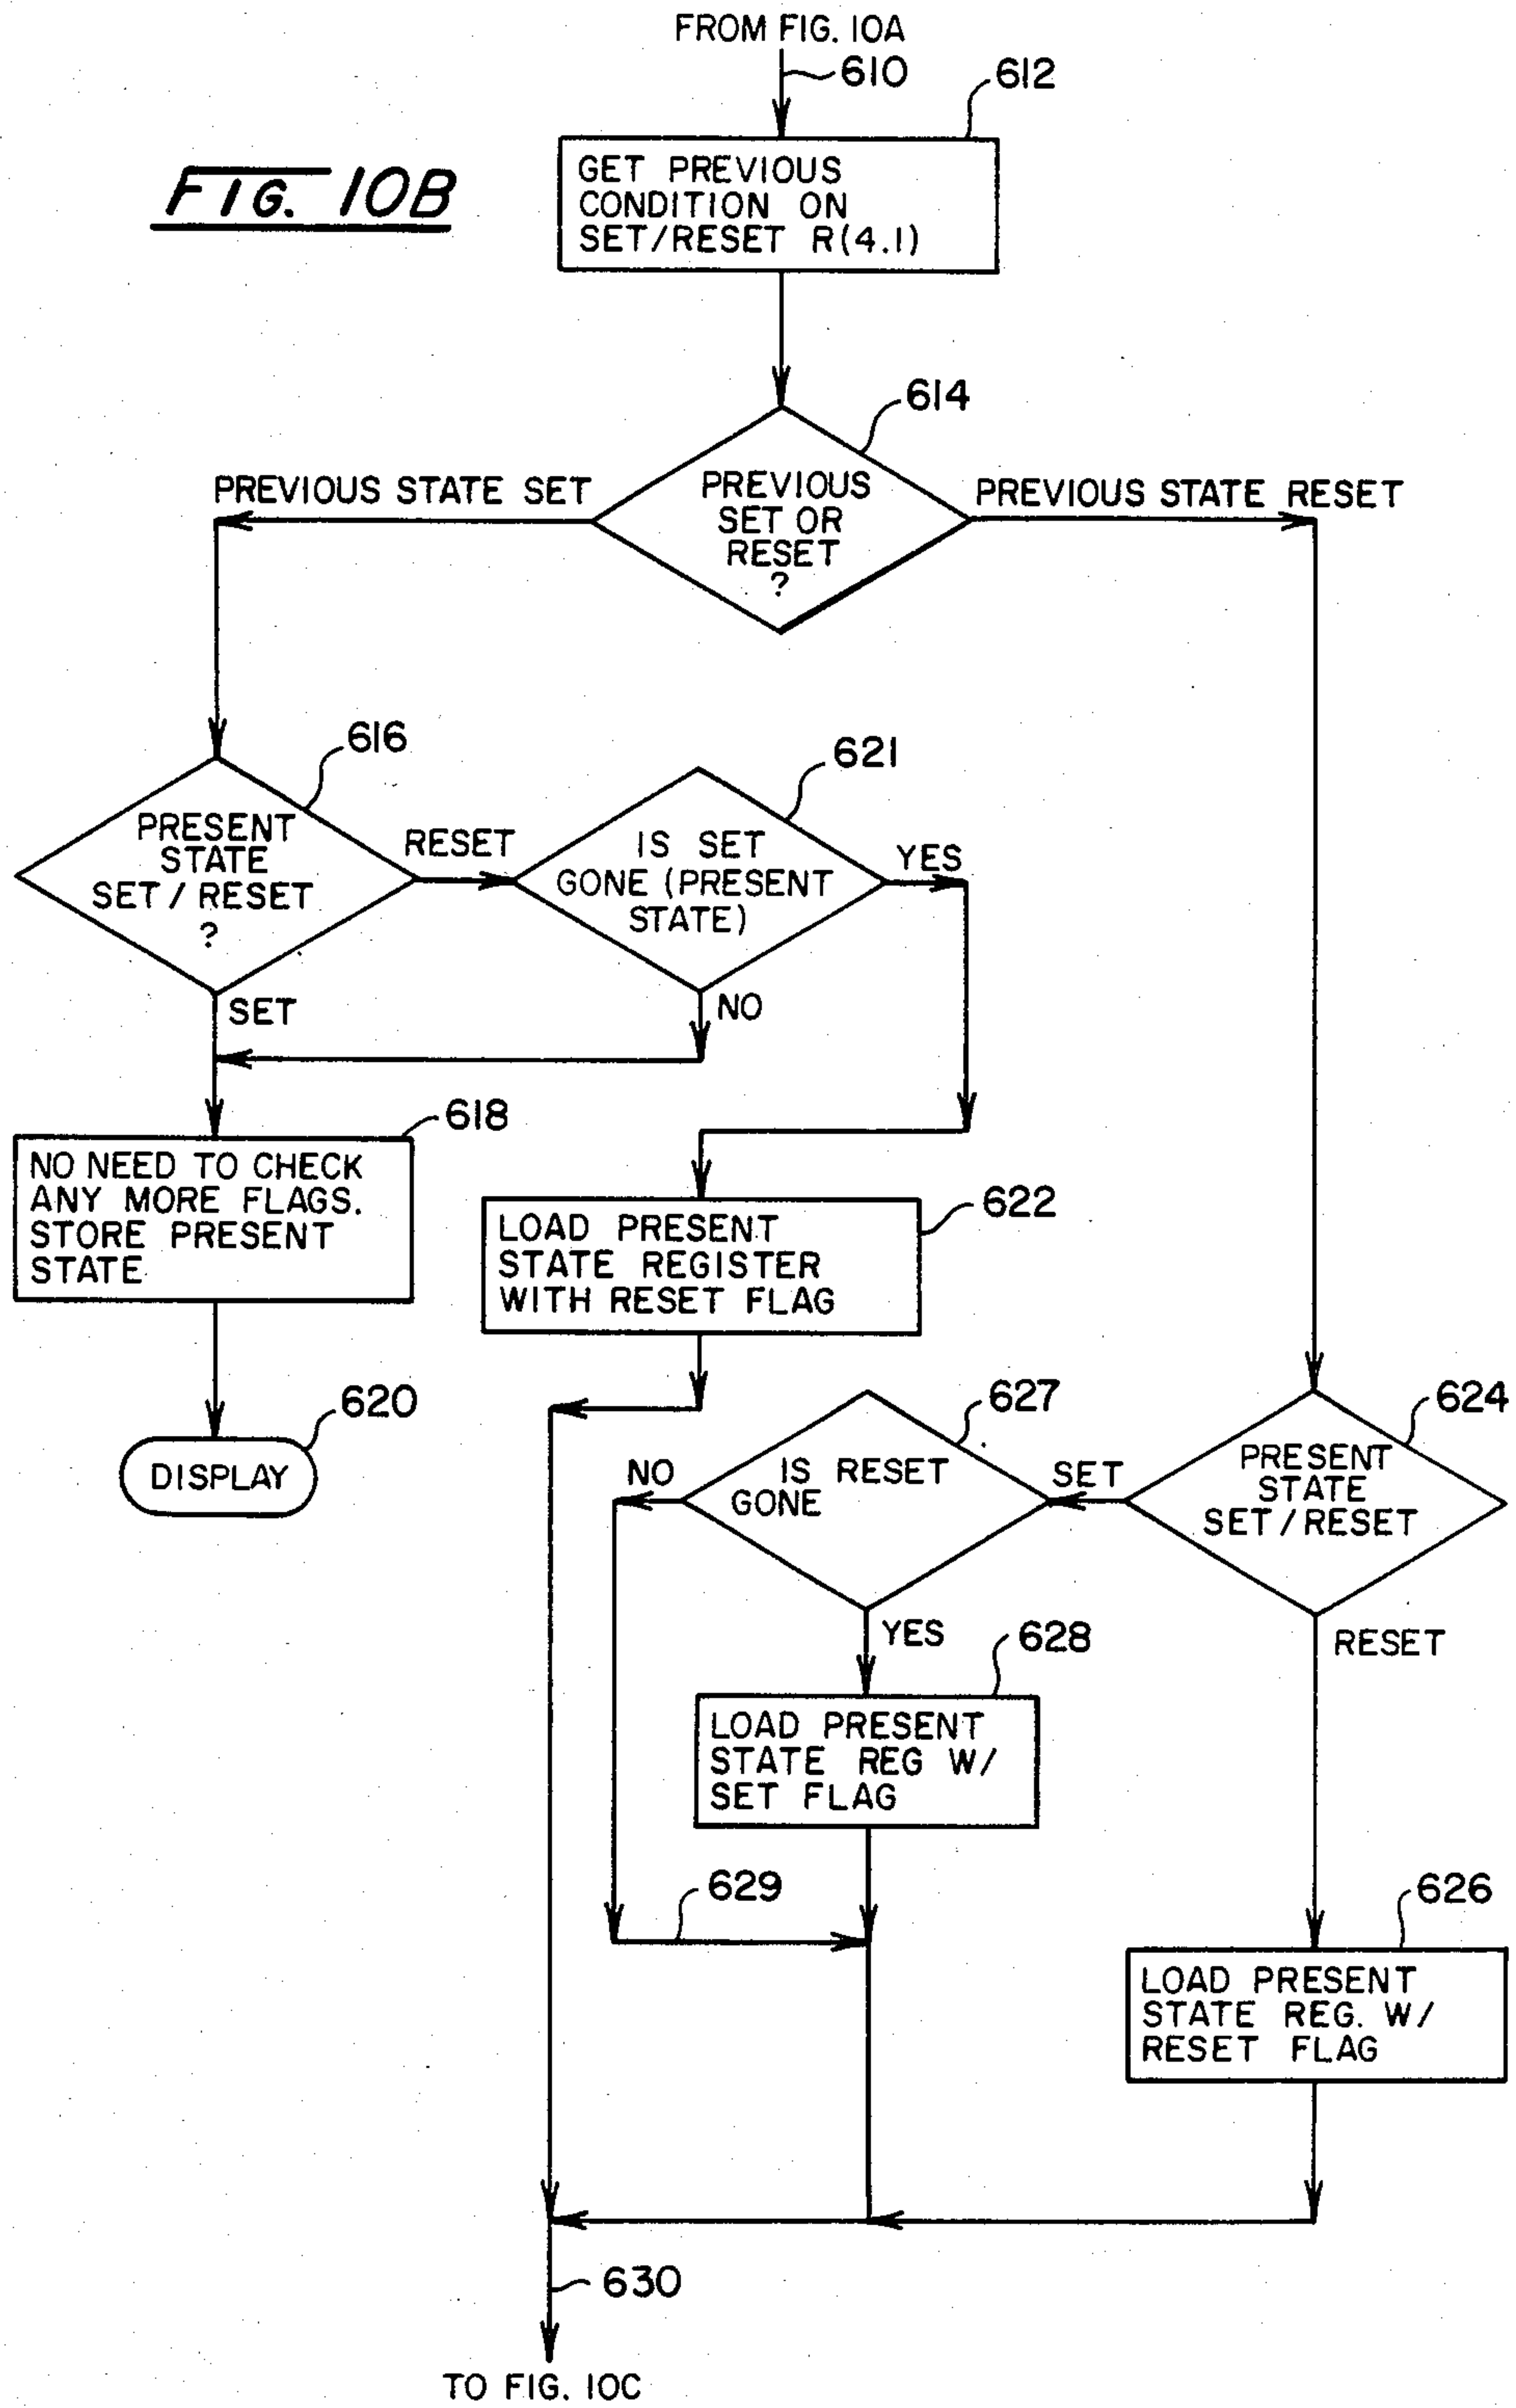 FROM FIG. 10A
610
612
FIG. 10B
GET PREVIOUS
CONDITION ON
SET/RESET R(4.1)
614
PREVIOUS STATE SET
PREVIOUS
SET OR
RESET
?
PREVIOUS STATE RESET
616
PRESENT
STATE
SET / RESET
?
RESET
621
IS SET
GONE (PRESENT
STATE)
YES
SET
NO
618
NO NEED TO CHECK
ANY MORE FLAGS.
STORE PRESENT
STATE
622
LOAD PRESENT
STATE REGISTER
WITH RESET FLAG
620
DISPLAY
627
IS RESET
GONE
NO
SET
624
PRESENT
STATE
SET / RESET
YES
RESET
628
LOAD PRESENT
STATE REG W/
SET FLAG
629
626
LOAD PRESENT
STATE REG. W/
RESET FLAG
630
TO FIG. 10C